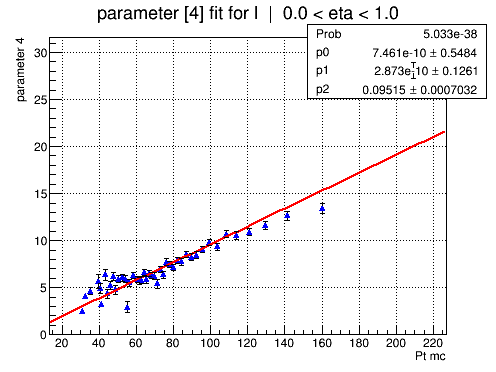 parameter [4] fit for l | 0.0 < eta < 1.0
Prob 5.033e-38
p0 7.461e-10 ± 0.5484
p1 2.873e-10 ± 0.1261
p2 0.09515 ± 0.0007032
parameter 4
30
25
20
15
10
5
0
20 40 60 80 100 120 140 160 180 200 220
Pt mc